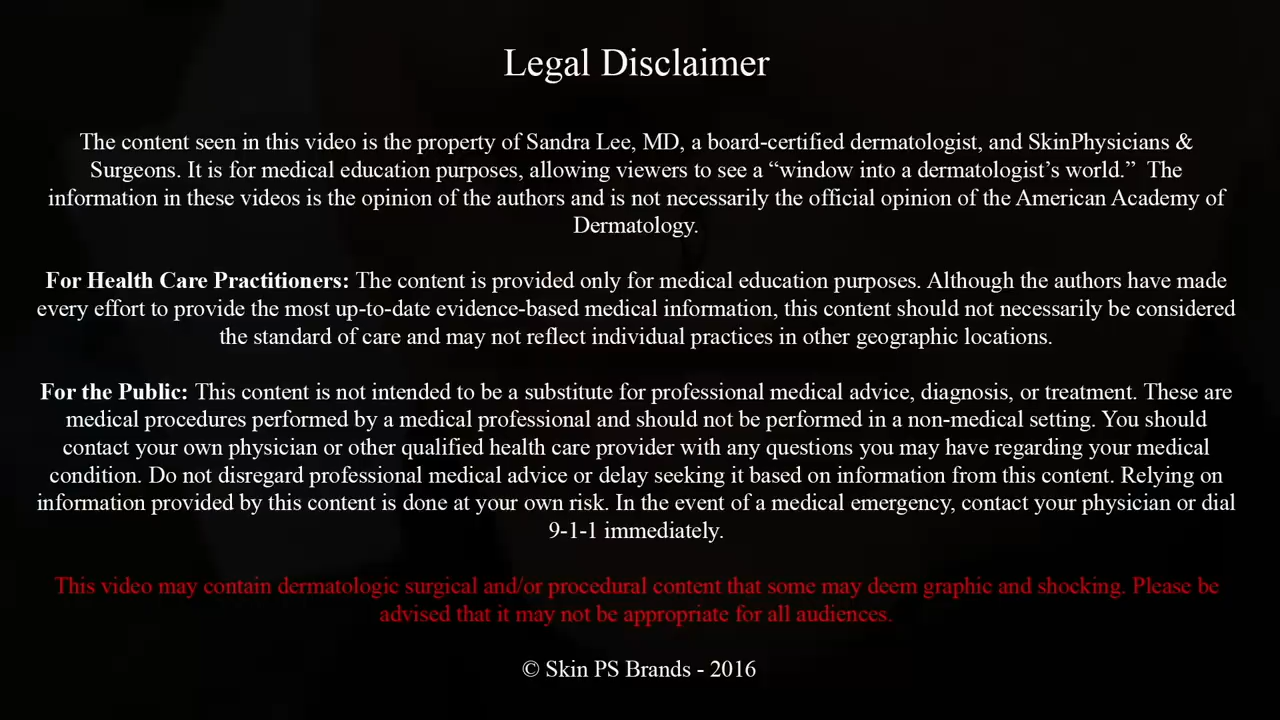 Legal Disclaimer
The content seen in this video is the property of Sandra Lee, MD, a board-certified dermatologist, and SkinPhysicians &
Surgeons. It is for medical education purposes, allowing viewers to see a “window into a dermatologist’s world.” The
information in these videos is the opinion of the authors and is not necessarily the official opinion of the American Academy of
Dermatology.
For Health Care Practitioners: The content is provided only for medical education purposes. Although the authors have made
every effort to provide the most up-to-date evidence-based medical information, this content should not necessarily be considered
the standard of care and may not reflect individual practices in other geographic locations.
For the Public: This content is not intended to be a substitute for professional medical advice, diagnosis, or treatment. These are
medical procedures performed by a medical professional and should not be performed in a non-medical setting. You should
contact your own physician or other qualified health care provider with any questions you may have regarding your medical
condition. Do not disregard professional medical advice or delay seeking it based on information from this content. Relying on
information provided by this content is done at your own risk. In the event of a medical emergency, contact your physician or dial
9-1-1 immediately.
This video may contain dermatologic surgical and/or procedural content that some may deem graphic and shocking. Please be
advised that it may not be appropriate for all audiences.
© Skin PS Brands - 2016